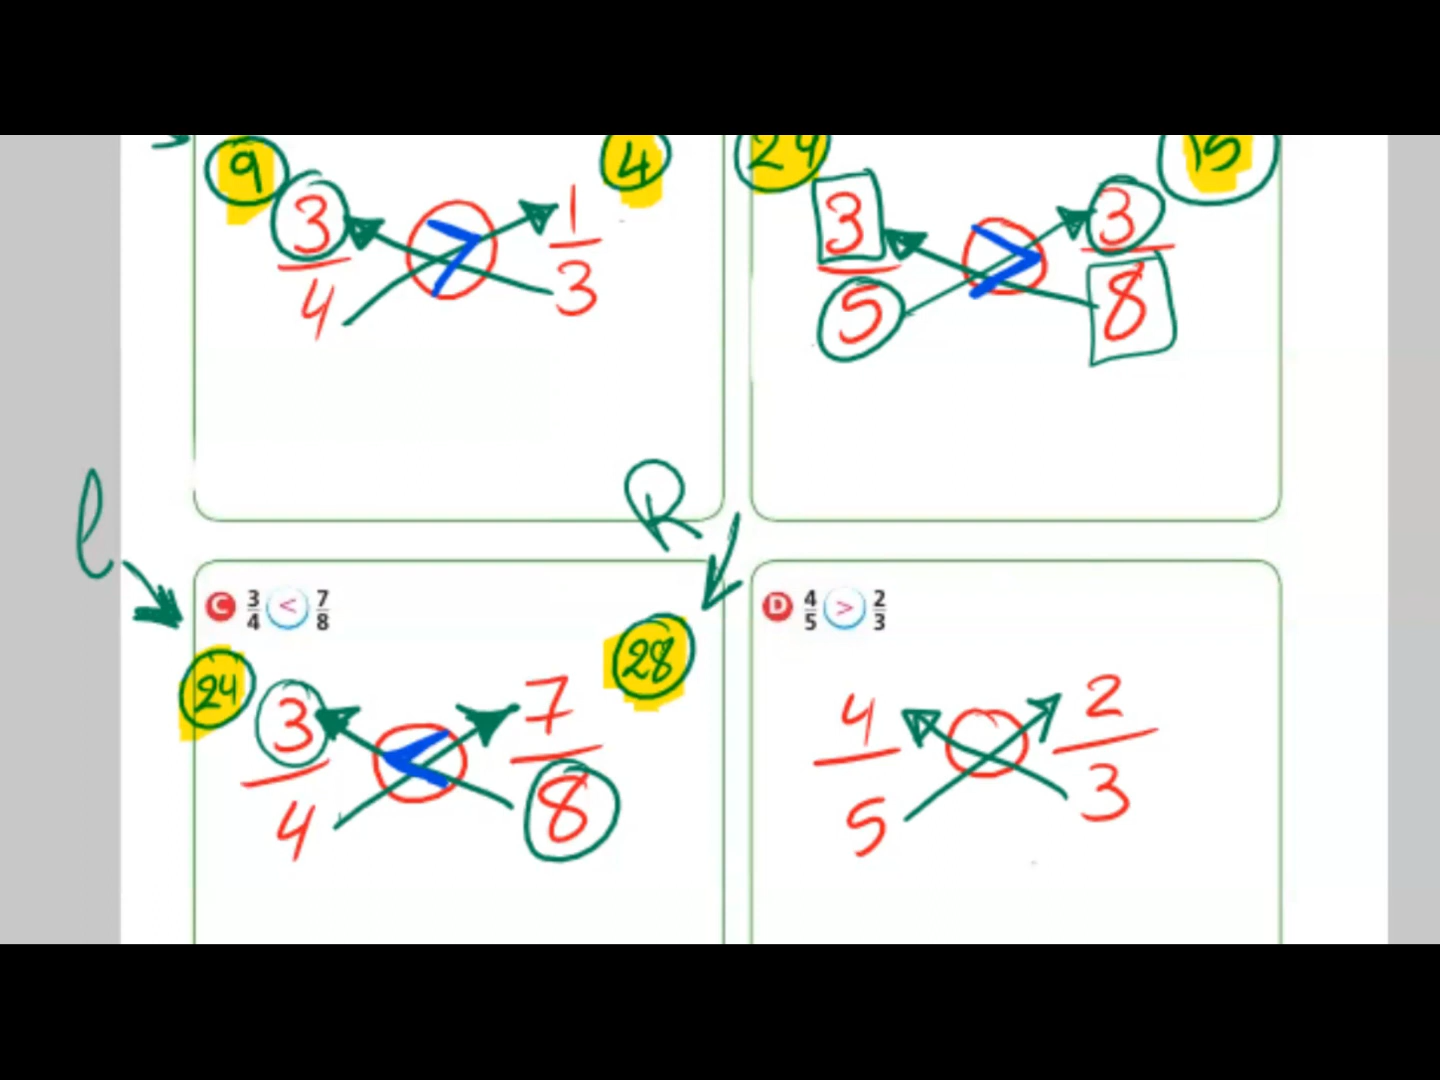 9 3/4 > 1/3 4
24 3/5 > 3/8 15
l R
C 3/4 < 7/8
24 3/4 < 7/8 28
D 4/5 > 2/3
4/5 2/3